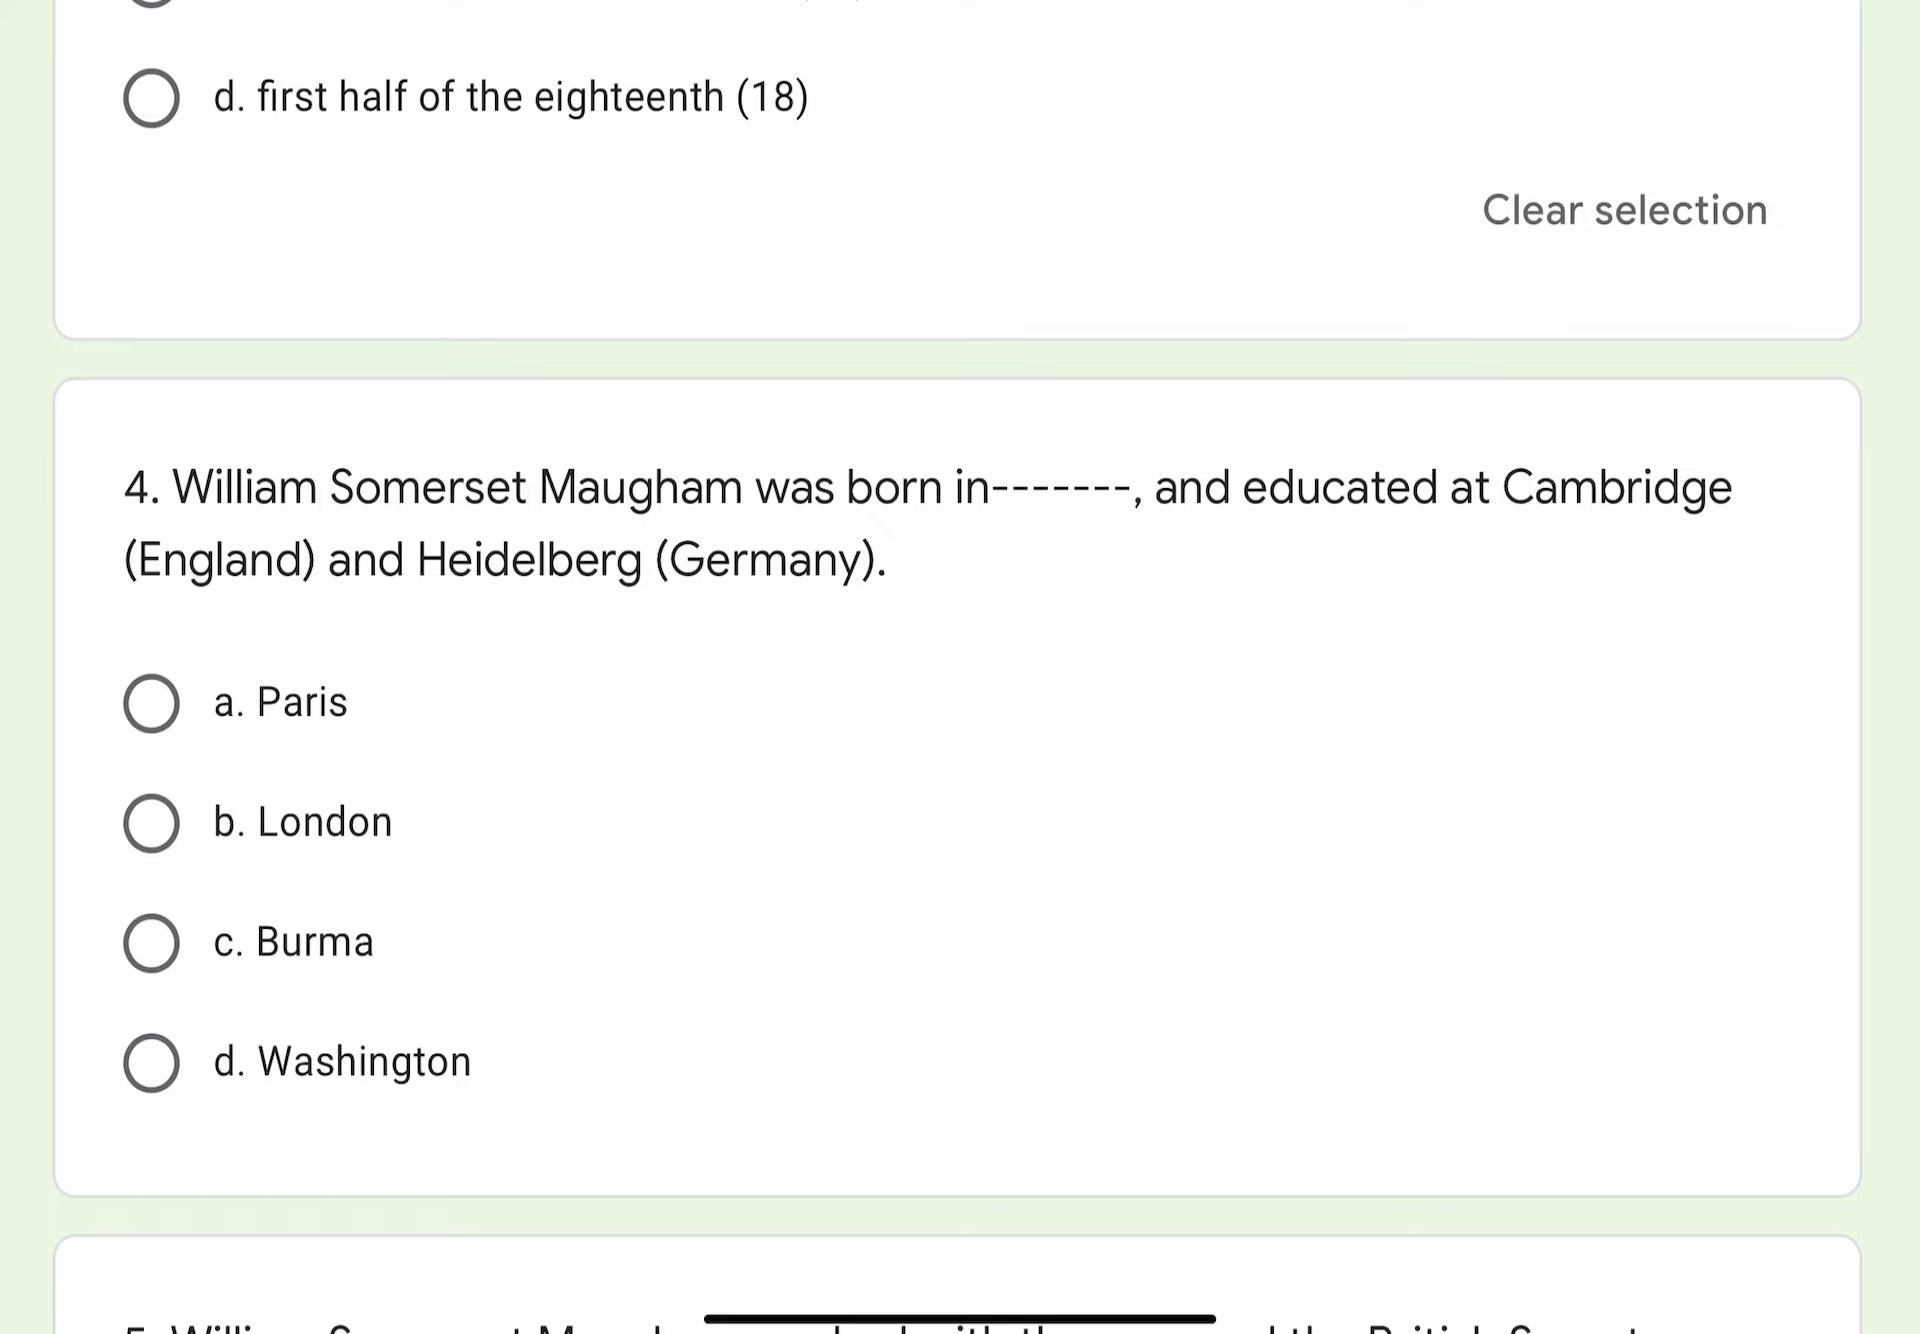 d. first half of the eighteenth (18)
Clear selection
4. William Somerset Maugham was born in-------, and educated at Cambridge
(England) and Heidelberg (Germany).
a. Paris
b. London
c. Burma
d. Washington